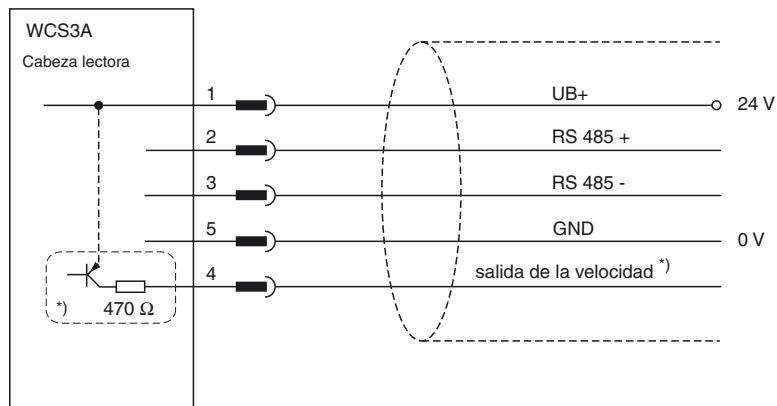 WCS3A
Cabeza lectora
1 UB+ 24 V
2 RS 485 +
3 RS 485 -
5 GND 0 V
4 salida de la velocidad *)
*) 470 Ω